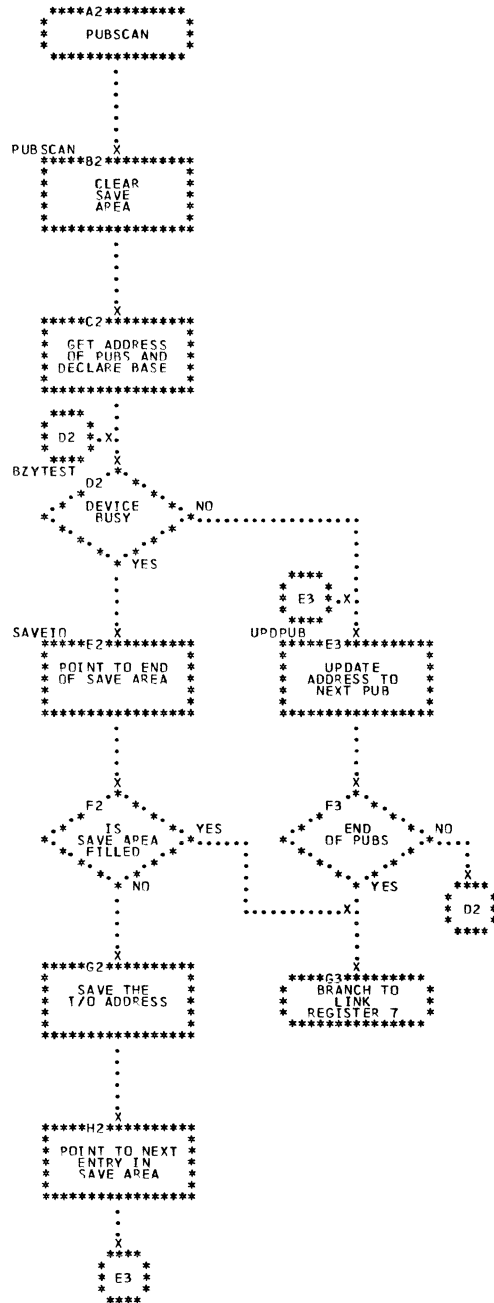 A2
PUBSCAN
PUBSCAN
B2
CLEAR
SAVE
AREA
C2
GET ADDRESS
OF PUBS AND
DECLARE BASE
D2
BZYTEST
D2
DEVICE
BUSY
NO
YES
E3
SAVEIO
E2
POINT TO END
OF SAVE AREA
UPDPUB
E3
UPDATE
ADDRESS TO
NEXT PUB
F2
IS
SAVE AREA
FILLED
YES
NO
F3
END
OF PUBS
NO
YES
D2
G2
SAVE THE
I/O ADDRESS
G3
BRANCH TO
LINK
REGISTER 7
H2
POINT TO NEXT
ENTRY IN
SAVE AREA
E3